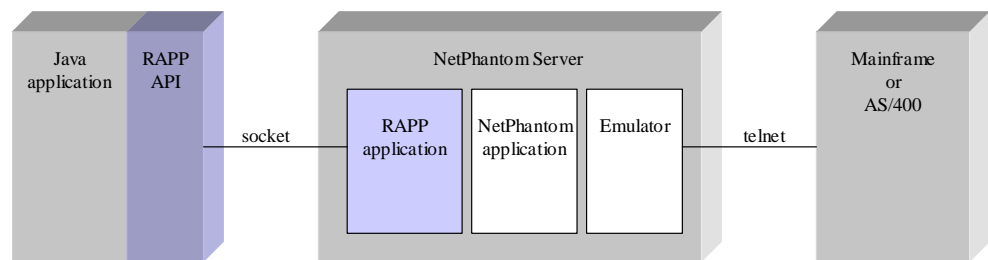 Java
application
RAPP
API
socket
NetPhantom Server
RAPP
application
NetPhantom
application
Emulator
telnet
Mainframe
or
AS/400